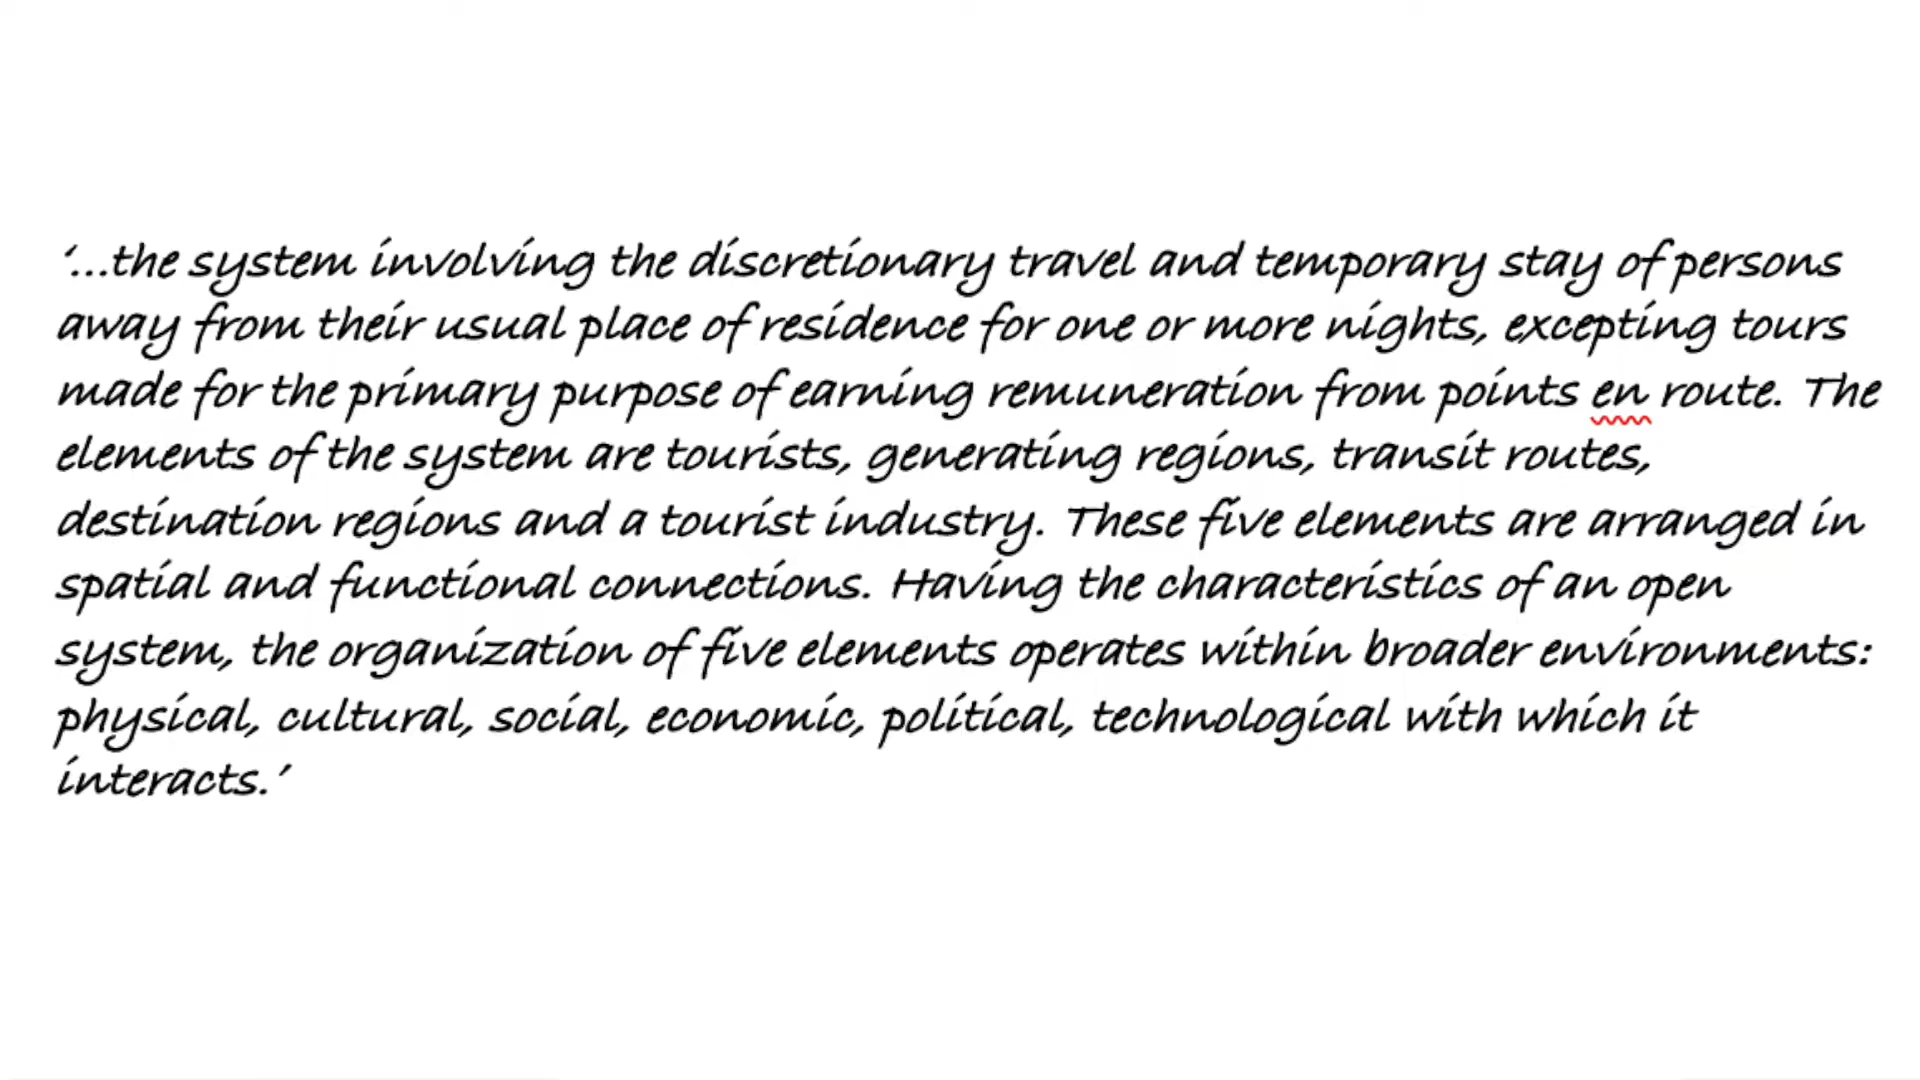 ‘...the system involving the discretionary travel and temporary stay of persons
away from their usual place of residence for one or more nights, excepting tours
made for the primary purpose of earning remuneration from points en route. The
elements of the system are tourists, generating regions, transit routes,
destination regions and a tourist industry. These five elements are arranged in
spatial and functional connections. Having the characteristics of an open
system, the organization of five elements operates within broader environments:
physical, cultural, social, economic, political, technological with which it
interacts.’